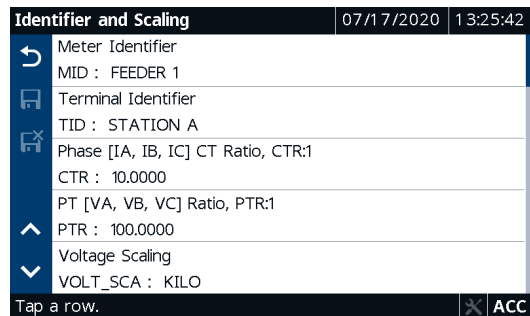 Identifier and Scaling 07/17/2020 13:25:42
Meter Identifier
MID : FEEDER 1
Terminal Identifier
TID : STATION A
Phase [IA, IB, IC] CT Ratio, CTR:1
CTR : 10.0000
PT [VA, VB, VC] Ratio, PTR:1
PTR : 100.0000
Voltage Scaling
VOLT_SCA : KILO
Tap a row. ACC